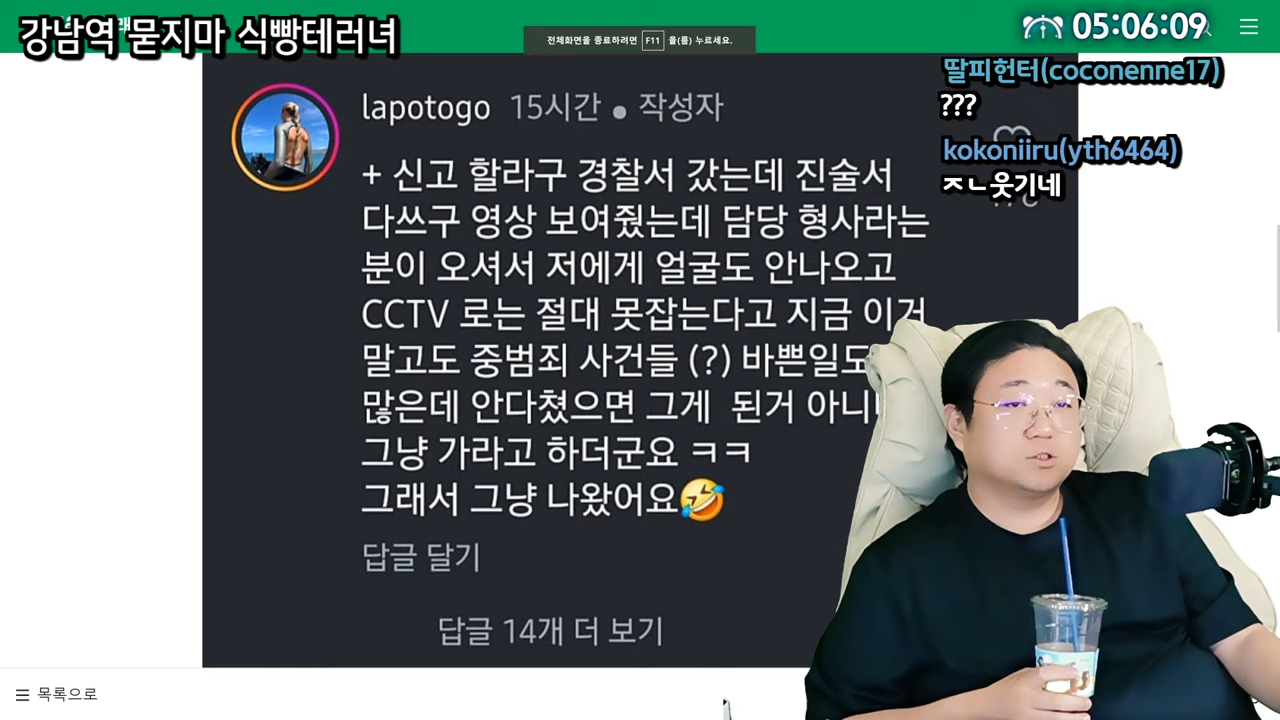 강남역 묻지마 식빵테러녀
전체화면을 종료하려면 F11 을(를) 누르세요.
05:06:09
딸피헌터(coconenne17)
???
kokoniiru(yth6464)
ㅈㄴ웃기네
lapotogo 15시간 ● 작성자
+ 신고 할라구 경찰서 갔는데 진술서
다쓰구 영상 보여줬는데 담당 형사라는
분이 오셔서 저에게 얼굴도 안나오고
CCTV 로는 절대 못잡는다고 지금 이거
말고도 중범죄 사건들 (?) 바쁜일도
많은데 안다쳤으면 그게 된거 아니
그냥 가라고 하더군요 ㅋㅋ
그래서 그냥 나왔어요🤣
답글 달기
답글 14개 더 보기
목록으로